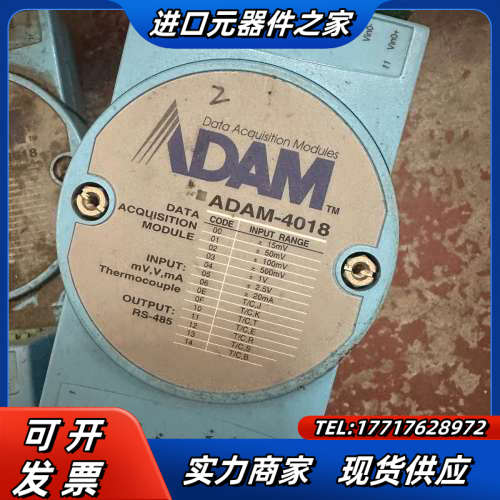 进口元器件之家
Vin0+
Vin0-
2
Data Acquisition Modules
ADAM™
ADAM-4018
DATA
ACQUISITION
MODULE
INPUT:
mV,V,mA
Thermocouple
OUTPUT:
RS-485
CODE INPUT RANGE
00 ± 15mV
01 ± 50mV
02 ± 100mV
03 ± 500mV
04 ± 1V
05 ± 2.5V
06 ± 20mA
0E T/C,J
0F T/C,K
10 T/C,T
11 T/C,E
12 T/C,R
13 T/C,S
14 T/C,B
TEL:17717628972
可开
发票
实力商家 现货供应